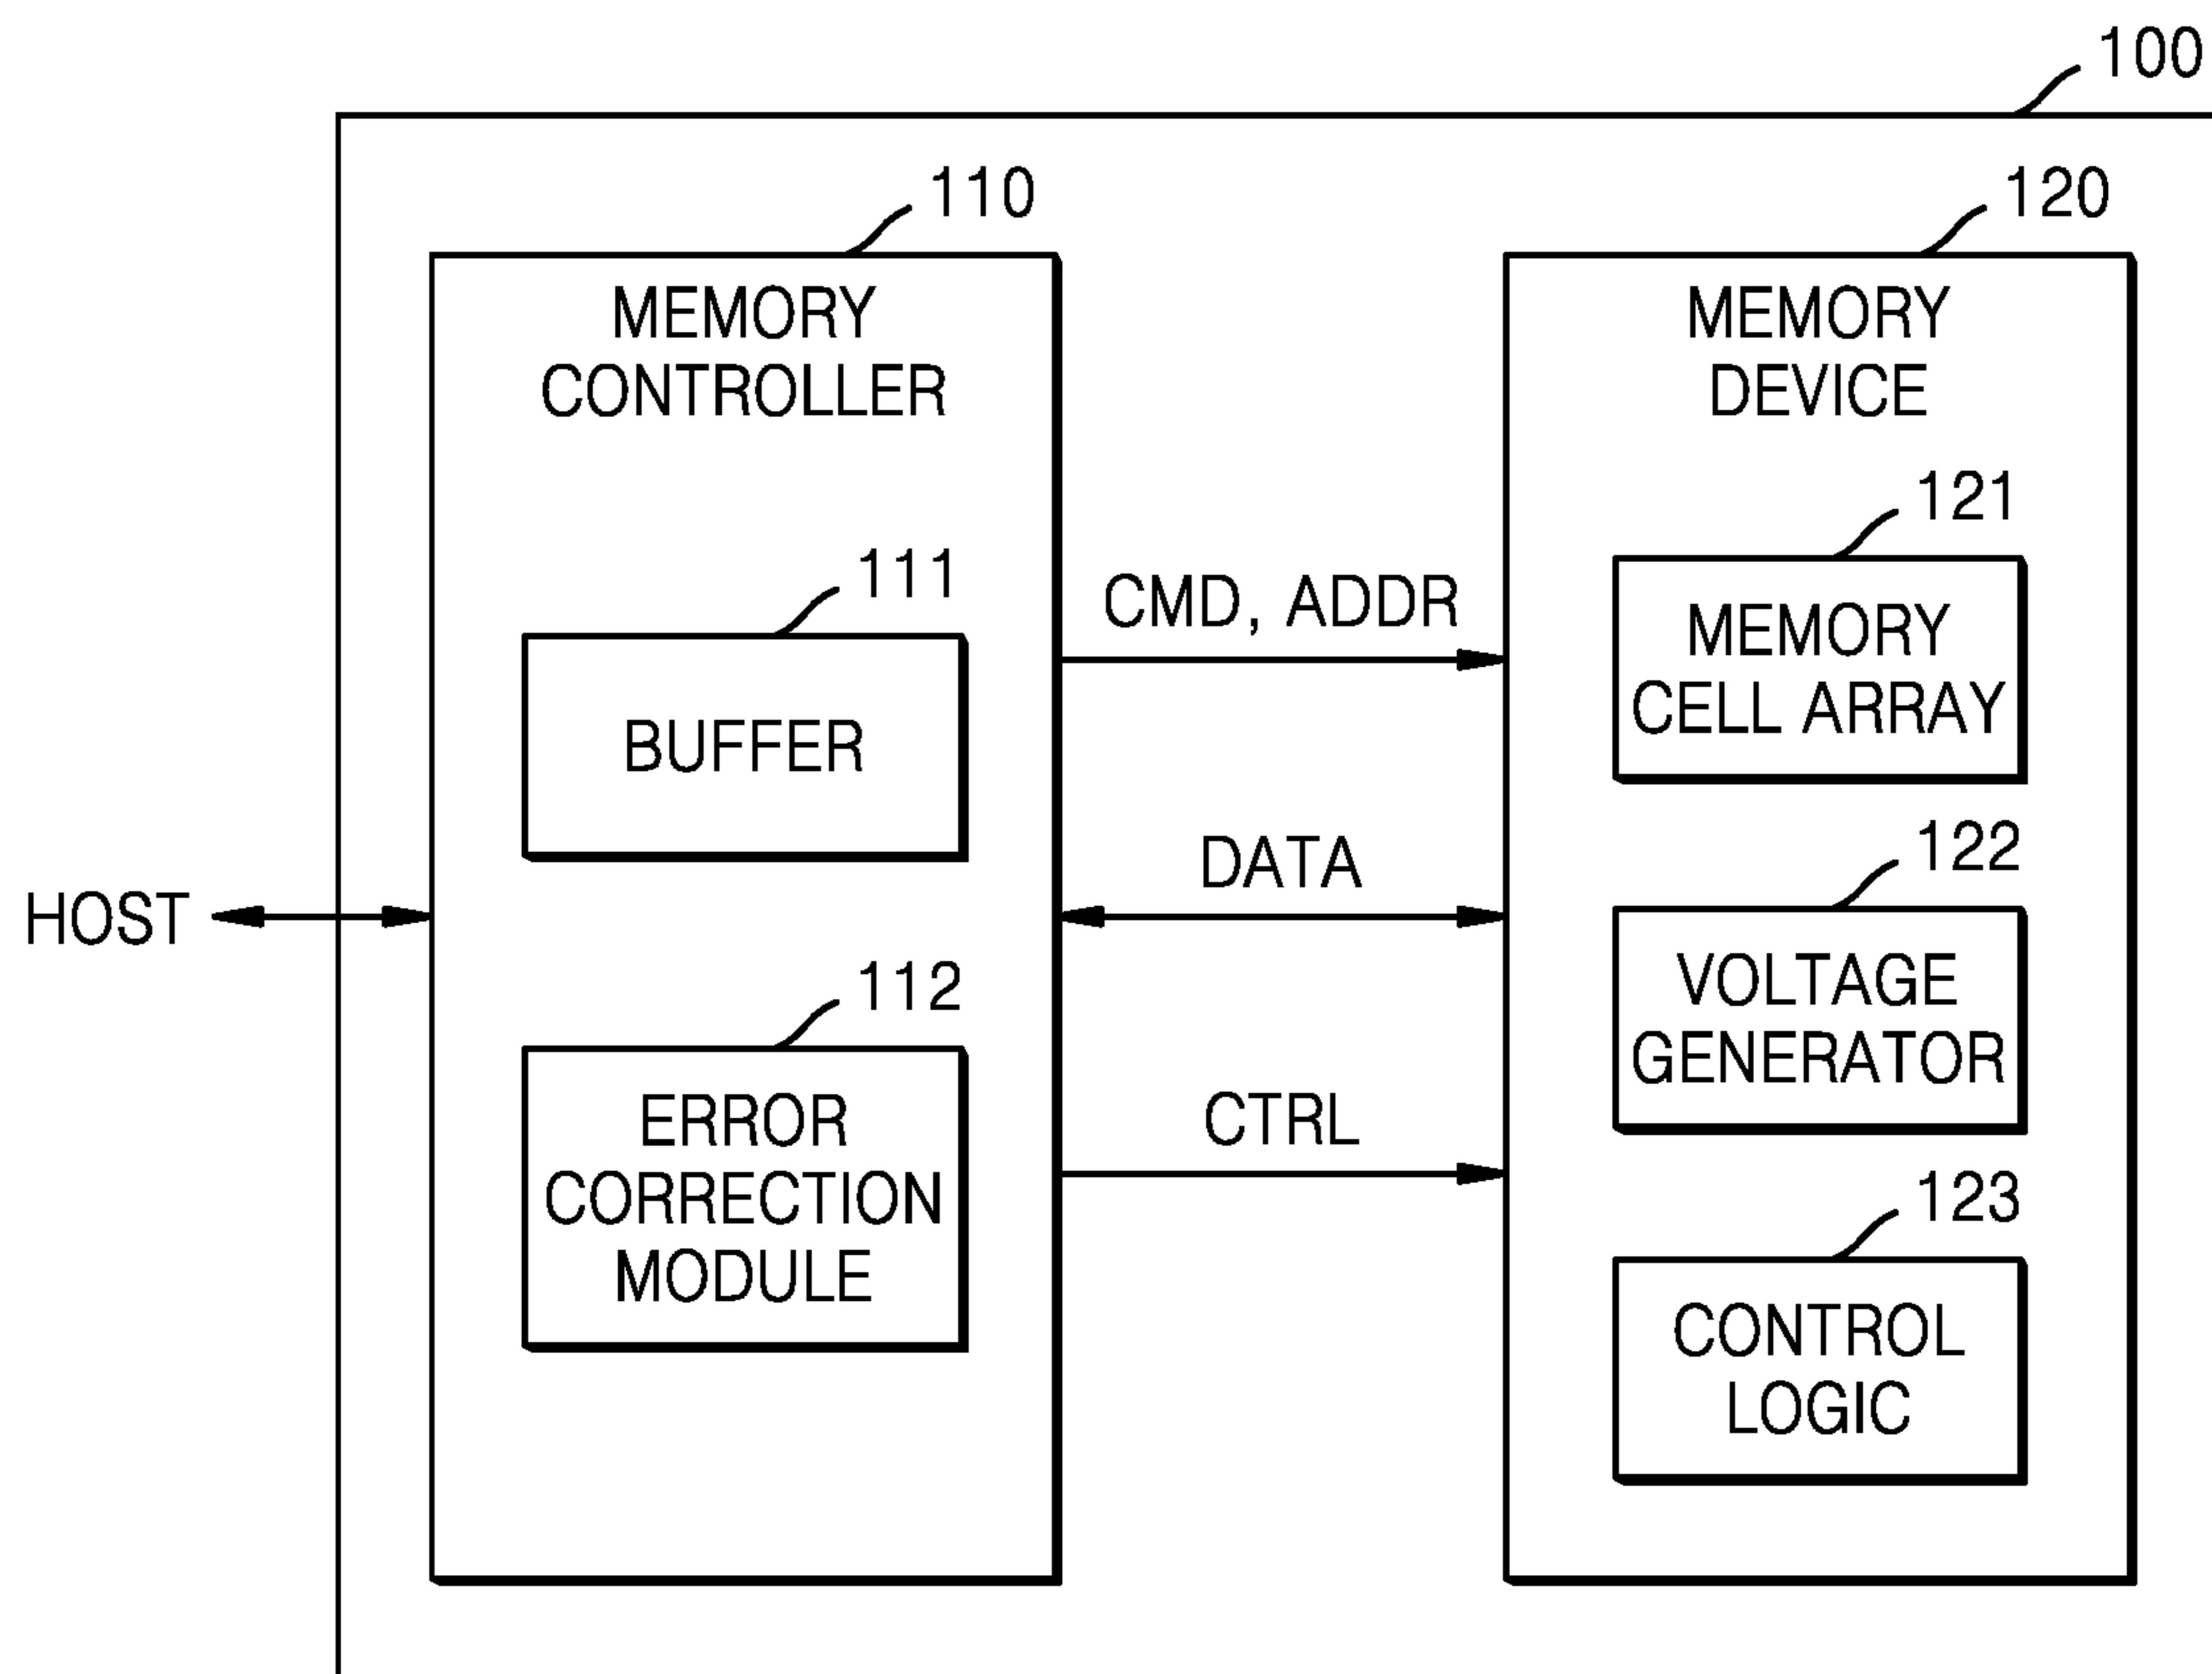 100
110
120
MEMORY
CONTROLLER
MEMORY
DEVICE
111
BUFFER
112
ERROR
CORRECTION
MODULE
HOST
CMD, ADDR
DATA
CTRL
121
MEMORY
CELL ARRAY
122
VOLTAGE
GENERATOR
123
CONTROL
LOGIC